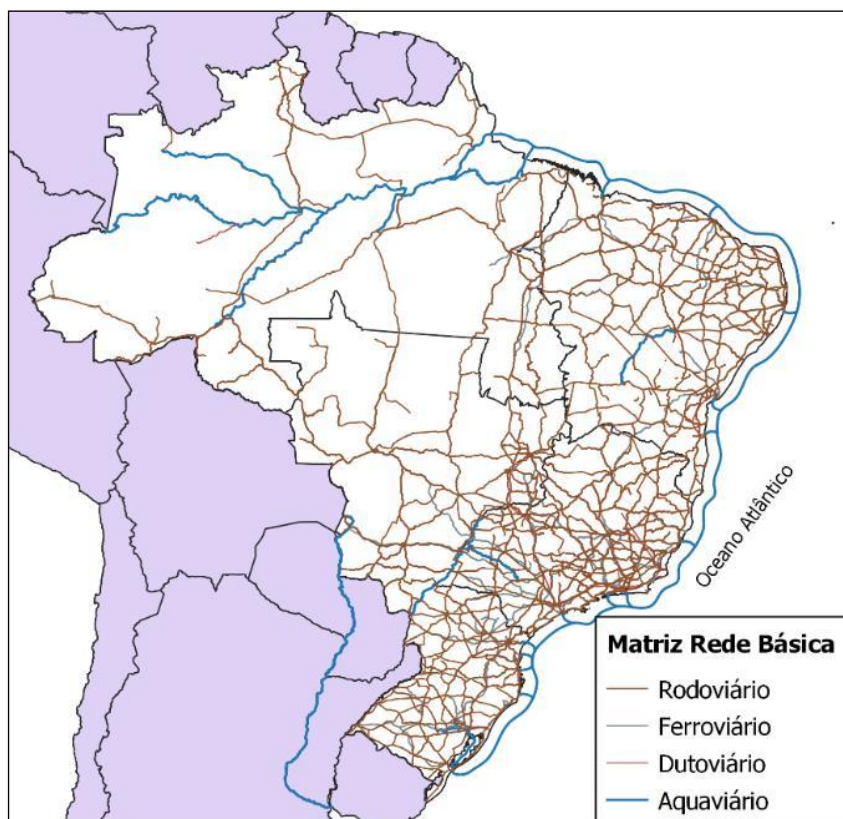 Oceano Atlântico
Matriz Rede Básica
Rodoviário
Ferroviário
Dutoviário
Aquaviário